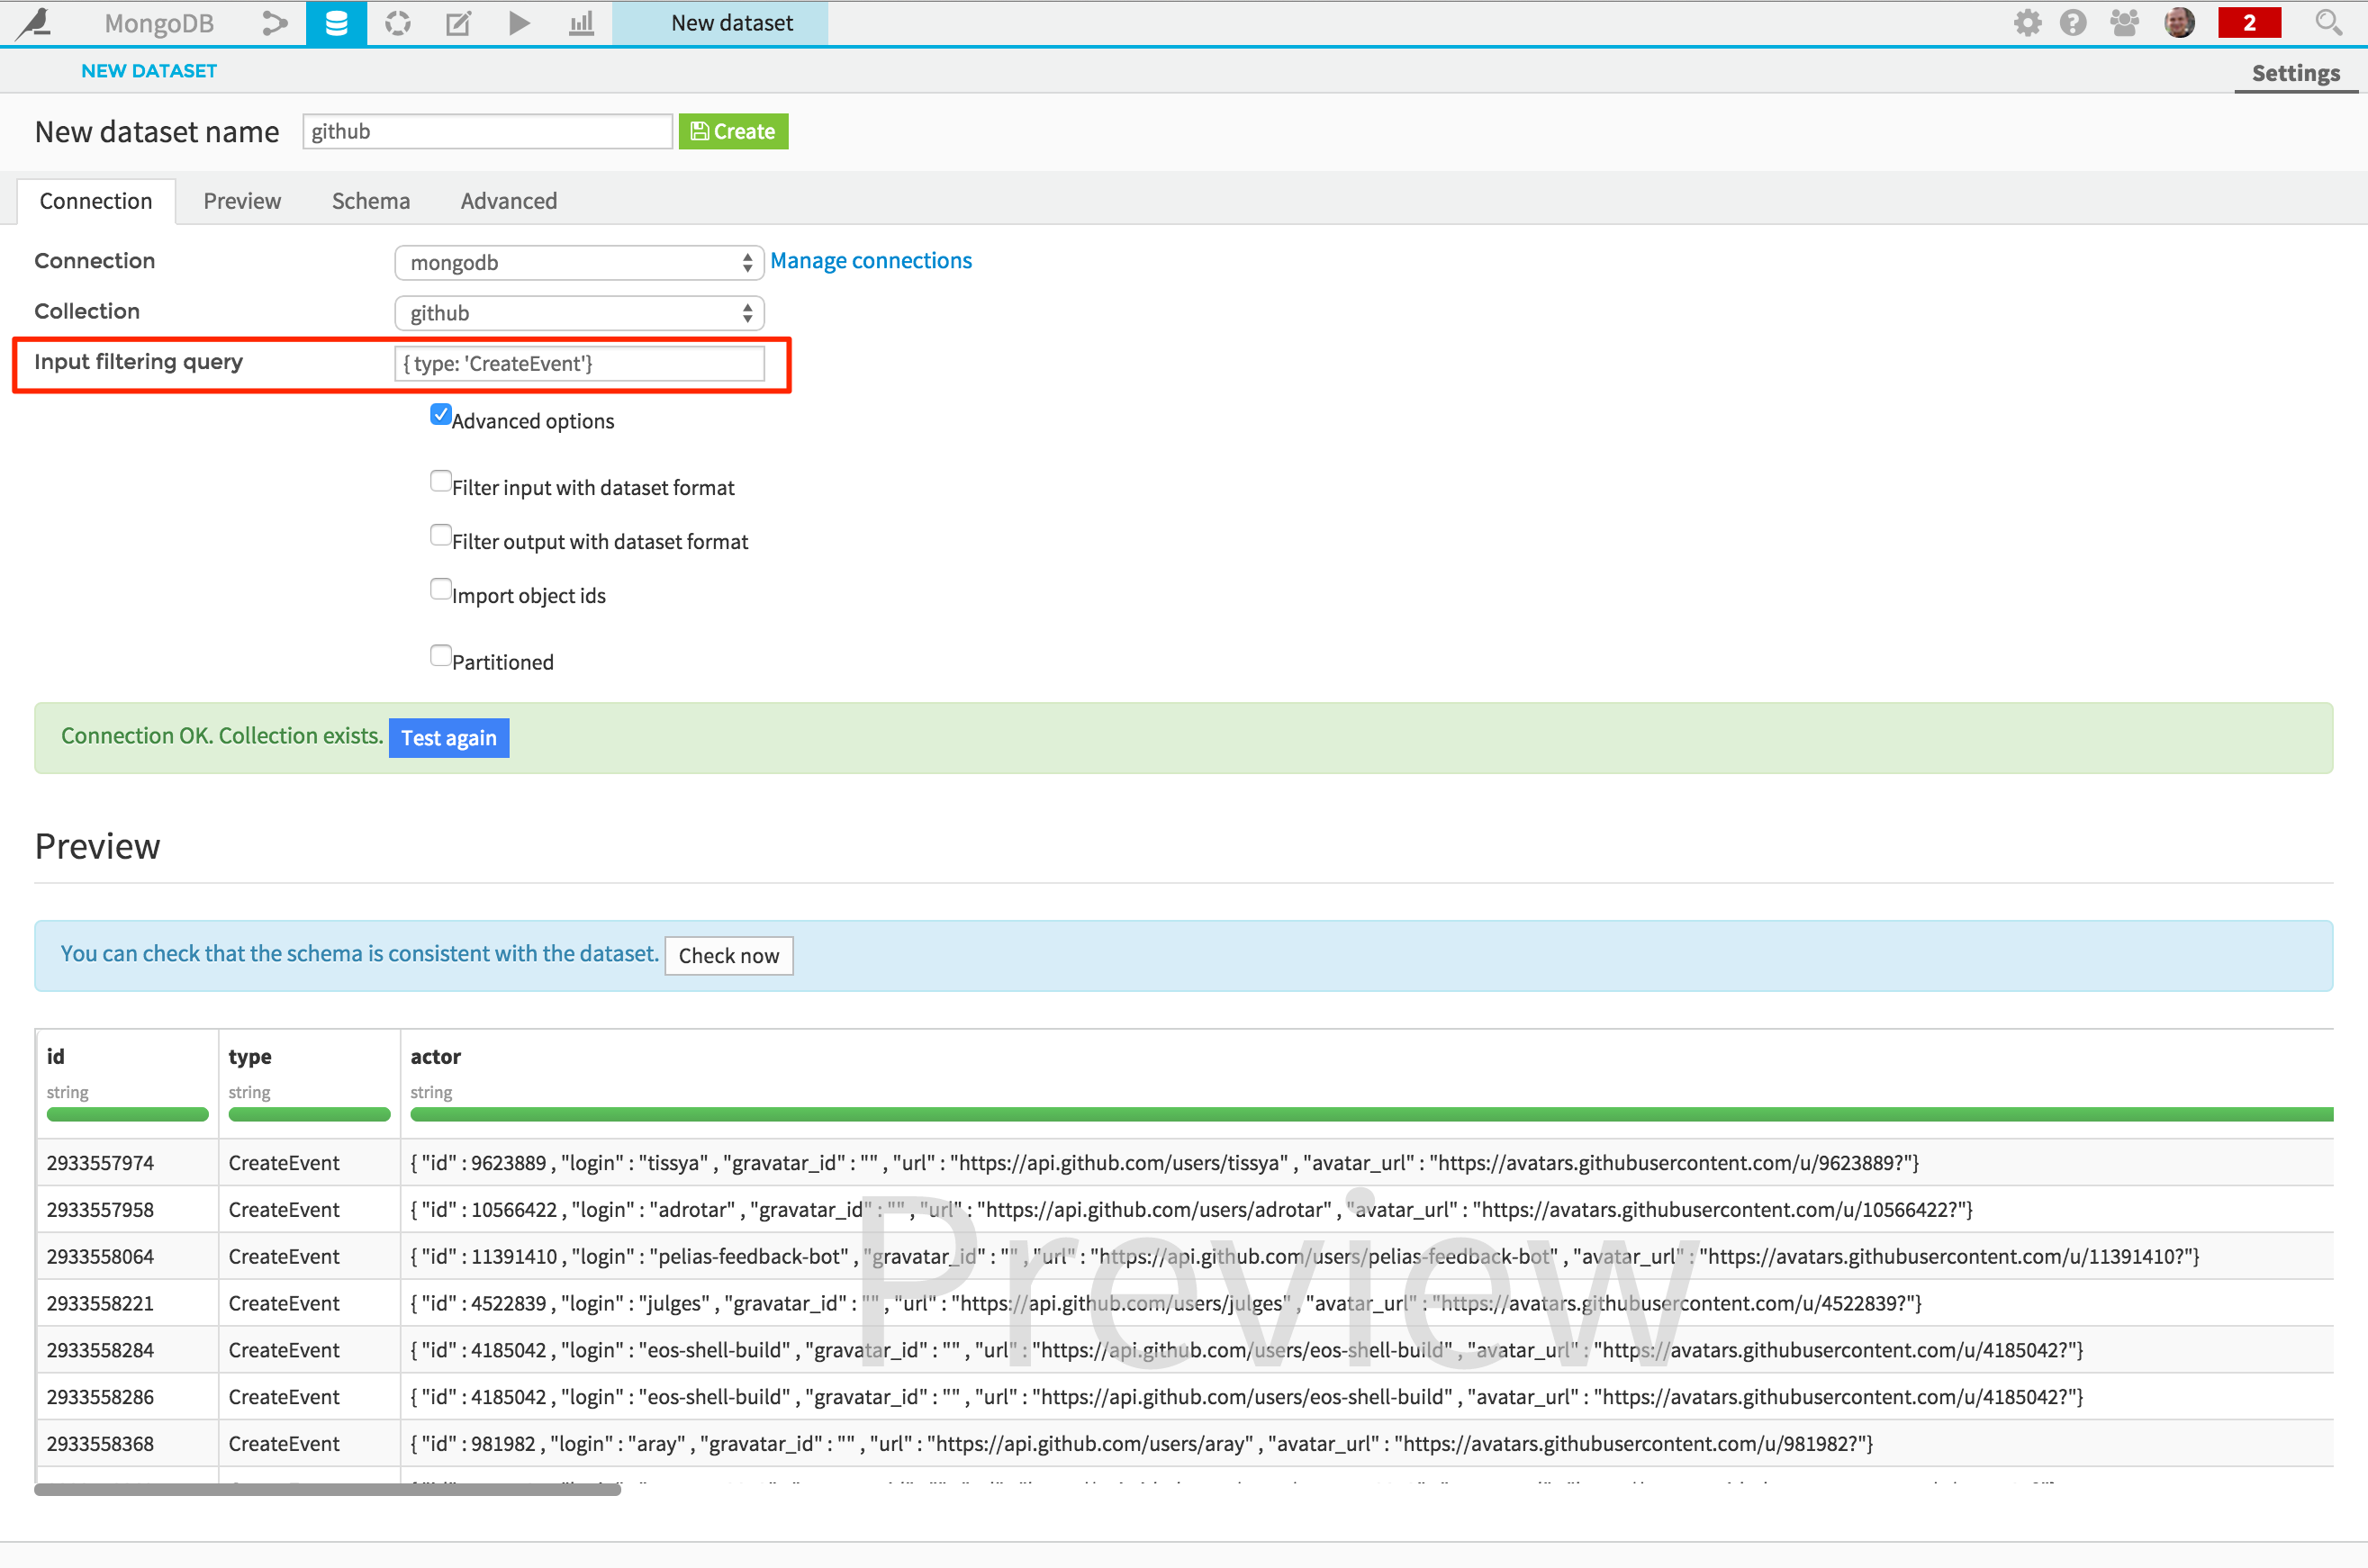 MongoDB New dataset 2
NEW DATASET Settings
New dataset name github Create
Connection Preview Schema Advanced
Connection mongodb Manage connections
Collection github
Input filtering query { type: 'CreateEvent'}
Advanced options
Filter input with dataset format
Filter output with dataset format
Import object ids
Partitioned
Connection OK. Collection exists. Test again
Preview
You can check that the schema is consistent with the dataset. Check now
id type actor
string string string
2933557974 CreateEvent { "id" : 9623889 , "login" : "tissya" , "gravatar_id" : "" , "url" : "https://api.github.com/users/tissya" , "avatar_url" : "https://avatars.githubusercontent.com/u/9623889?"}
2933557958 CreateEvent { "id" : 10566422 , "login" : "adrotar" , "gravatar_id" : "" , "url" : "https://api.github.com/users/adrotar" , "avatar_url" : "https://avatars.githubusercontent.com/u/10566422?"}
2933558064 CreateEvent { "id" : 11391410 , "login" : "pelias-feedback-bot" , "gravatar_id" : "" , "url" : "https://api.github.com/users/pelias-feedback-bot" , "avatar_url" : "https://avatars.githubusercontent.com/u/11391410?"}
2933558221 CreateEvent { "id" : 4522839 , "login" : "julges" , "gravatar_id" : "" , "url" : "https://api.github.com/users/julges" , "avatar_url" : "https://avatars.githubusercontent.com/u/4522839?"}
Preview
2933558284 CreateEvent { "id" : 4185042 , "login" : "eos-shell-build" , "gravatar_id" : "" , "url" : "https://api.github.com/users/eos-shell-build" , "avatar_url" : "https://avatars.githubusercontent.com/u/4185042?"}
2933558286 CreateEvent { "id" : 4185042 , "login" : "eos-shell-build" , "gravatar_id" : "" , "url" : "https://api.github.com/users/eos-shell-build" , "avatar_url" : "https://avatars.githubusercontent.com/u/4185042?"}
2933558368 CreateEvent { "id" : 981982 , "login" : "aray" , "gravatar_id" : "" , "url" : "https://api.github.com/users/aray" , "avatar_url" : "https://avatars.githubusercontent.com/u/981982?"}